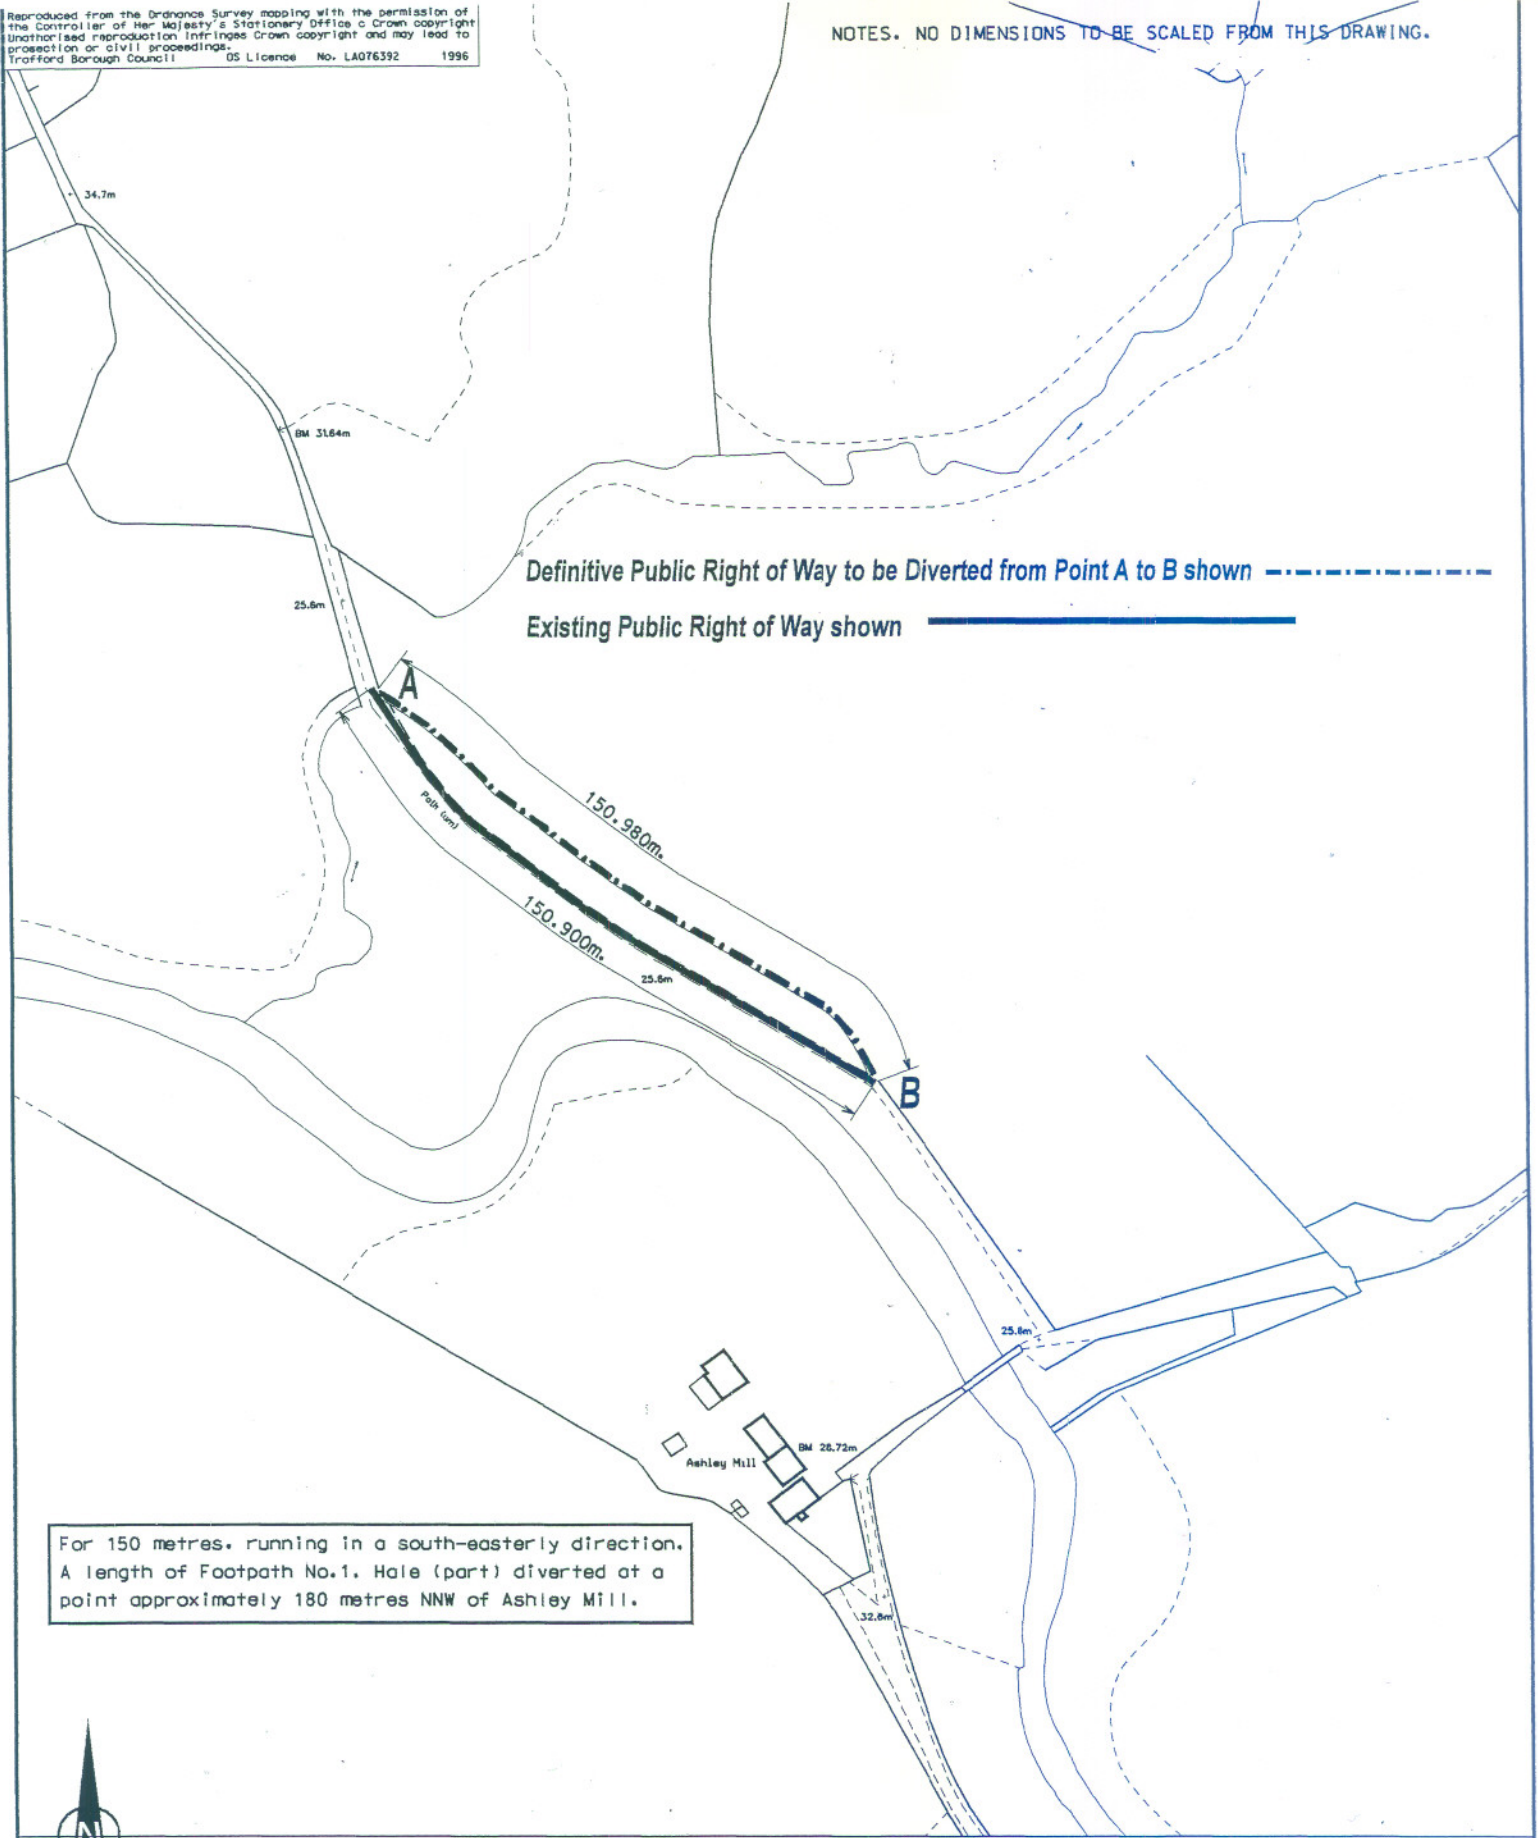 Reproduced from the Ordnance Survey mapping with the permission of
the Controller of Her Majesty's Stationery Office c Crown copyright
Unathorised reproduction infringes Crown copyright and may lead to
prosection or civil proceedings.
Trafford Borough Council OS Licence No. LA076392 1996
NOTES. NO DIMENSIONS TO BE SCALED FROM THIS DRAWING.
34.7m
BM 31.64m
Definitive Public Right of Way to be Diverted from Point A to B shown
25.6m
Existing Public Right of Way shown
A
150.980m.
Path (um)
150.900m.
25.6m
B
25.6m
BM 28.72m
Ashley Mill
For 150 metres. running in a south-easterly direction.
A length of Footpath No.1. Hale (part) diverted at a
point approximately 180 metres NNW of Ashley Mill.
32.6m
N